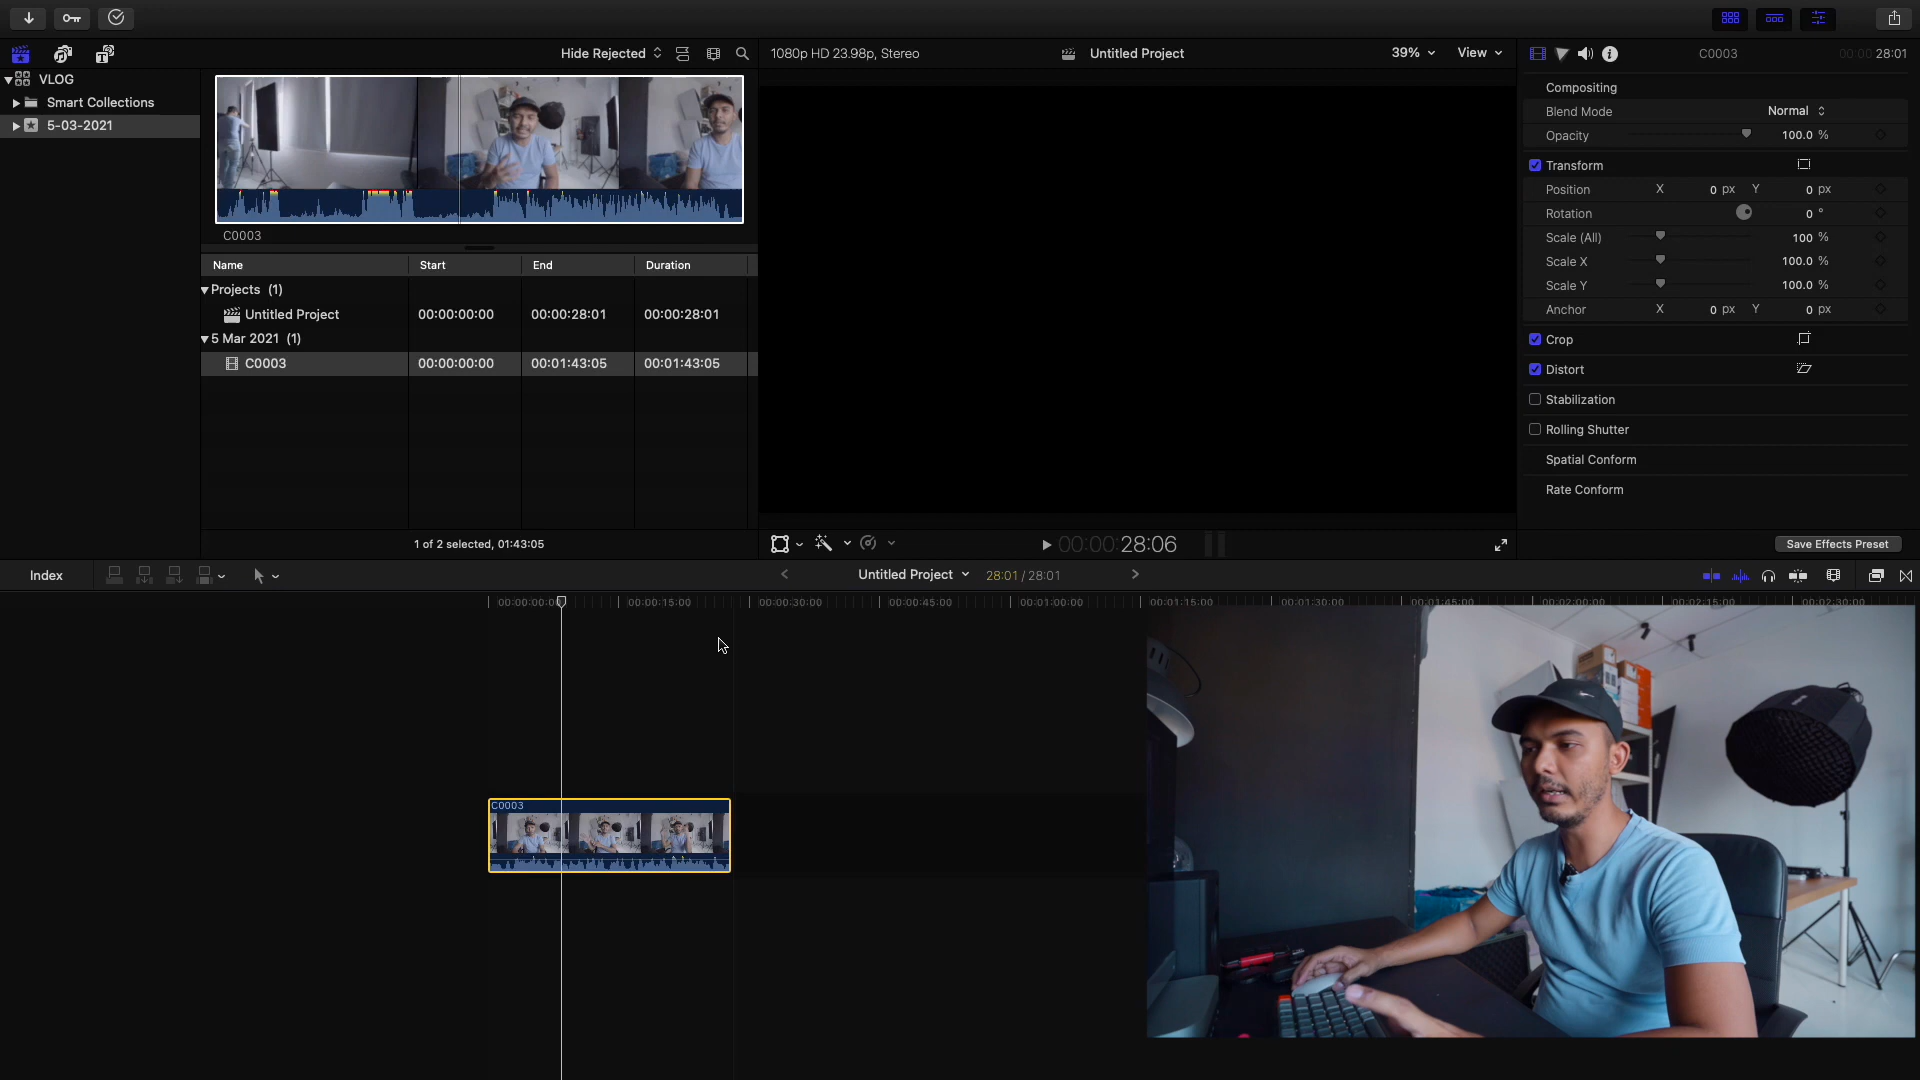 Hide Rejected
1080p HD 23.98p, Stereo
Untitled Project
39%
View
C0003
00:00:28:01
VLOG
Smart Collections
5-03-2021
C0003
Name Start End Duration
Projects (1)
Untitled Project 00:00:00:00 00:00:28:01 00:00:28:01
5 Mar 2021 (1)
C0003 00:00:00:00 00:01:43:05 00:01:43:05
1 of 2 selected, 01:43:05
00:00:28:06
Compositing
Blend Mode Normal
Opacity 100.0 %
Transform
Position X 0 px Y 0 px
Rotation 0 °
Scale (All) 100 %
Scale X 100.0 %
Scale Y 100.0 %
Anchor X 0 px Y 0 px
Crop
Distort
Stabilization
Rolling Shutter
Spatial Conform
Rate Conform
Save Effects Preset
Index
Untitled Project
28:01 / 28:01
00:00:00:00 00:00:15:00 00:00:30:00 00:00:45:00 00:01:00:00 00:01:15:00 00:01:30:00 00:01:45:00 00:02:00:00 00:02:15:00 00:02:30:00
C0003